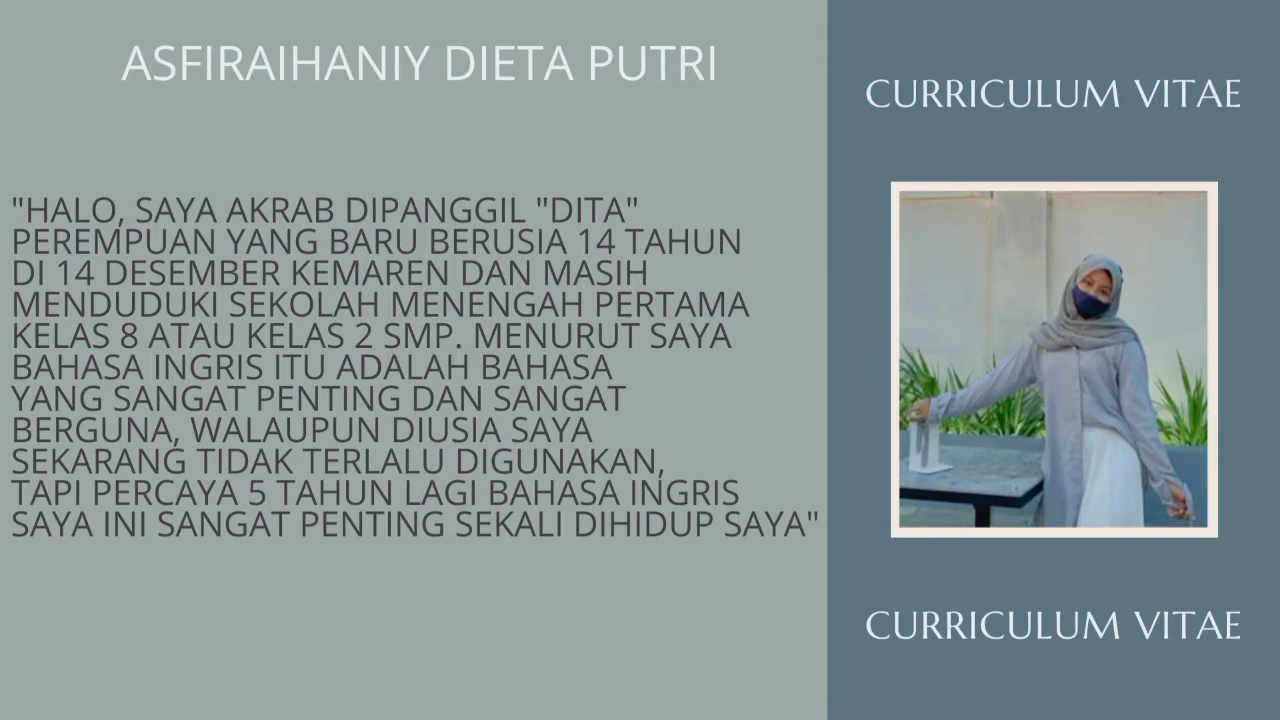 ASFIRAIHANIY DIETA PUTRI
"HALO, SAYA AKRAB DIPANGGIL "DITA"
PEREMPUAN YANG BARU BERUSIA 14 TAHUN
DI 14 DESEMBER KEMAREN DAN MASIH
MENDUDUKI SEKOLAH MENENGAH PERTAMA
KELAS 8 ATAU KELAS 2 SMP. MENURUT SAYA
BAHASA INGRIS ITU ADALAH BAHASA
YANG SANGAT PENTING DAN SANGAT
BERGUNA, WALAUPUN DIUSIA SAYA
SEKARANG TIDAK TERLALU DIGUNAKAN,
TAPI PERCAYA 5 TAHUN LAGI BAHASA INGRIS
SAYA INI SANGAT PENTING SEKALI DIHIDUP SAYA"
CURRICULUM VITAE
CURRICULUM VITAE